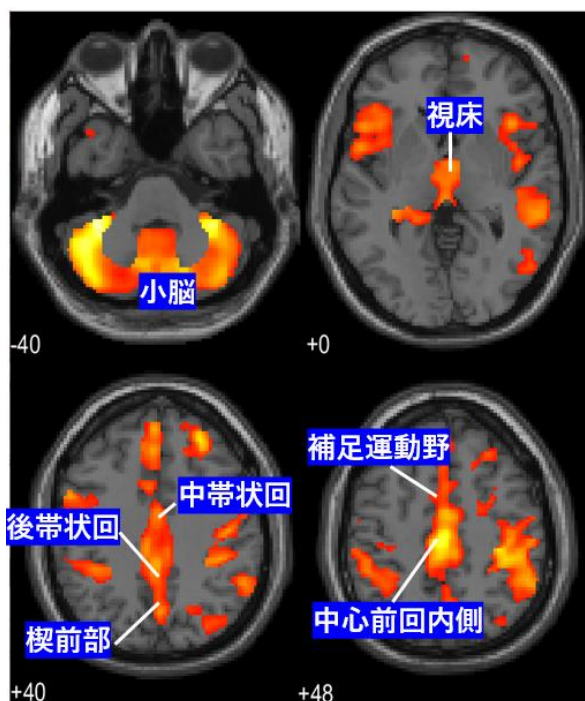 視床
小脳
-40
+0
補足運動野
中帯状回
後帯状回
中心前回内側
楔前部
+40
+48